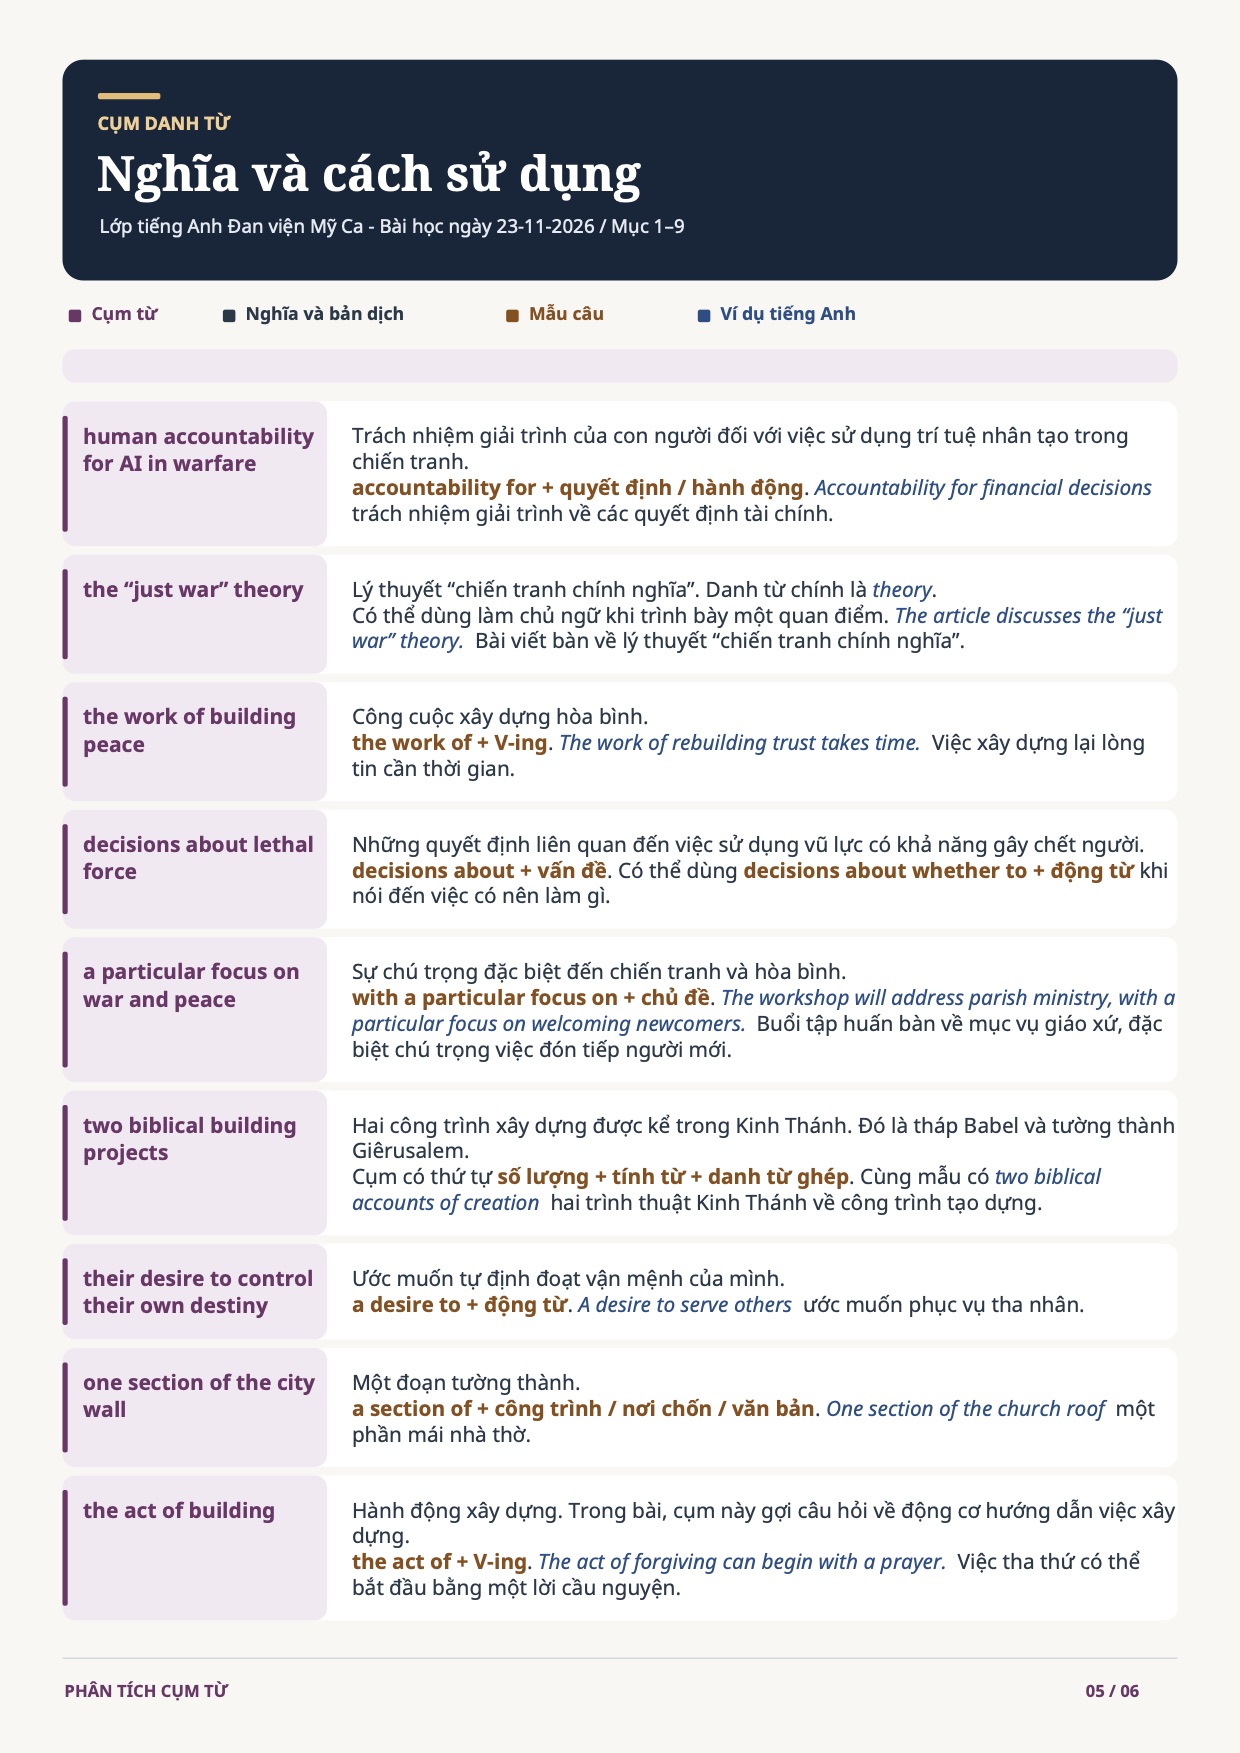 CỤM DANH TỪ
Nghĩa và cách sử dụng
Lớp tiếng Anh Đan viện Mỹ Ca - Bài học ngày 23-11-2026 / Mục 1–9
Cụm từ Nghĩa và bản dịch Mẫu câu Ví dụ tiếng Anh
human accountability
for AI in warfare
Trách nhiệm giải trình của con người đối với việc sử dụng trí tuệ nhân tạo trong
chiến tranh.
accountability for + quyết định / hành động. Accountability for financial decisions
trách nhiệm giải trình về các quyết định tài chính.
the “just war” theory
Lý thuyết “chiến tranh chính nghĩa”. Danh từ chính là theory.
Có thể dùng làm chủ ngữ khi trình bày một quan điểm. The article discusses the “just
war” theory. Bài viết bàn về lý thuyết “chiến tranh chính nghĩa”.
the work of building
peace
Công cuộc xây dựng hòa bình.
the work of + V-ing. The work of rebuilding trust takes time. Việc xây dựng lại lòng
tin cần thời gian.
decisions about lethal
force
Những quyết định liên quan đến việc sử dụng vũ lực có khả năng gây chết người.
decisions about + vấn đề. Có thể dùng decisions about whether to + động từ khi
nói đến việc có nên làm gì.
a particular focus on
war and peace
Sự chú trọng đặc biệt đến chiến tranh và hòa bình.
with a particular focus on + chủ đề. The workshop will address parish ministry, with a
particular focus on welcoming newcomers. Buổi tập huấn bàn về mục vụ giáo xứ, đặc
biệt chú trọng việc đón tiếp người mới.
two biblical building
projects
Hai công trình xây dựng được kể trong Kinh Thánh. Đó là tháp Babel và tường thành
Giêrusalem.
Cụm có thứ tự số lượng + tính từ + danh từ ghép. Cùng mẫu có two biblical
accounts of creation hai trình thuật Kinh Thánh về công trình tạo dựng.
their desire to control
their own destiny
Ước muốn tự định đoạt vận mệnh của mình.
a desire to + động từ. A desire to serve others ước muốn phục vụ tha nhân.
one section of the city
wall
Một đoạn tường thành.
a section of + công trình / nơi chốn / văn bản. One section of the church roof một
phần mái nhà thờ.
the act of building
Hành động xây dựng. Trong bài, cụm này gợi câu hỏi về động cơ hướng dẫn việc xây
dựng.
the act of + V-ing. The act of forgiving can begin with a prayer. Việc tha thứ có thể
bắt đầu bằng một lời cầu nguyện.
PHÂN TÍCH CỤM TỪ 05 / 06